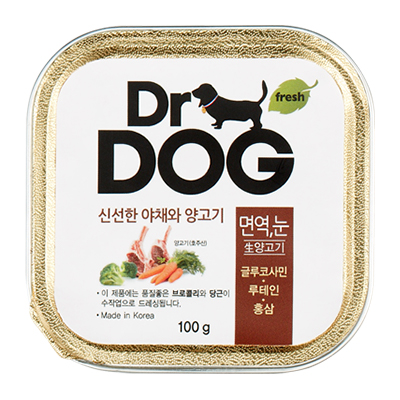 Dr
DOG
fresh
신선한 야채와 양고기
양고기(호주산)
• 이 제품에는 품질좋은 브로콜리와 당근이
수작업으로 드레싱됩니다.
• Made in Korea
100 g
면역,눈
生양고기
글루코사민
•
루테인
•
홍삼